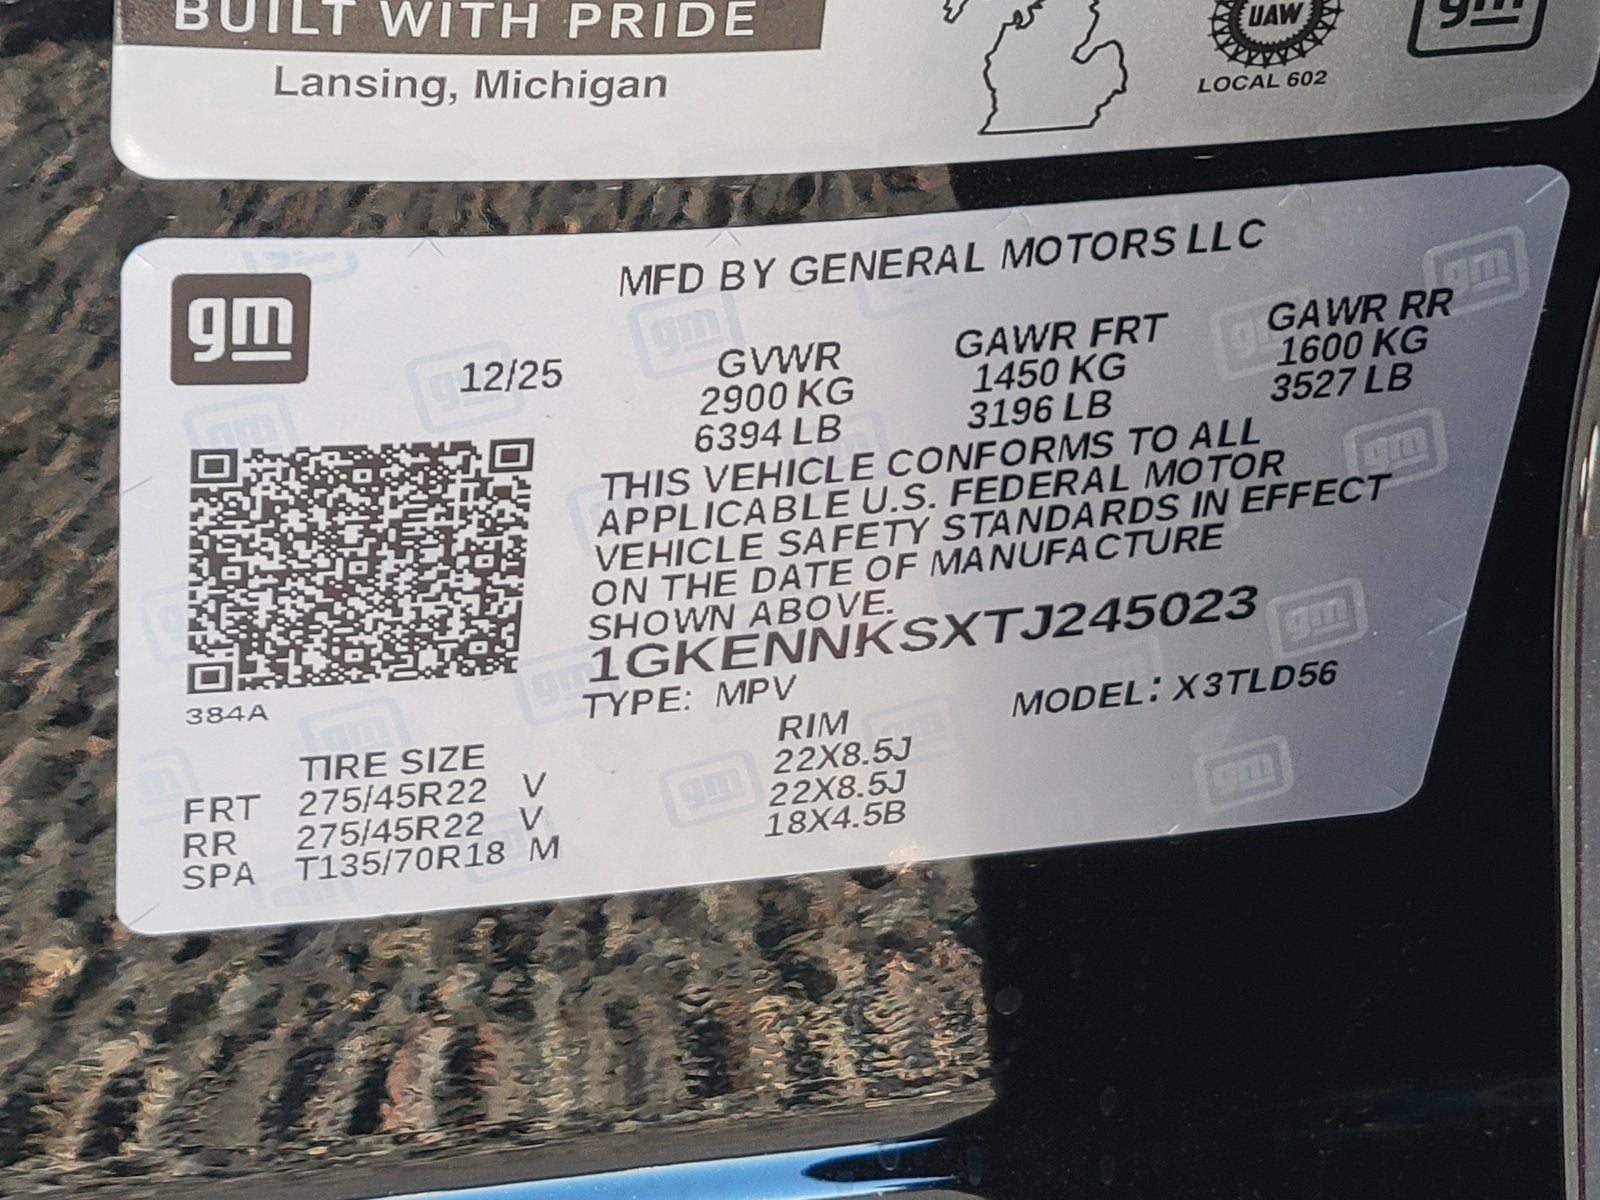 BUILT WITH PRIDE
Lansing, Michigan
UAW
LOCAL 602
gm
gm
MFD BY GENERAL MOTORS LLC
12/25
GVWR GAWR FRT GAWR RR
2900 KG 1450 KG 1600 KG
6394 LB 3196 LB 3527 LB
THIS VEHICLE CONFORMS TO ALL
APPLICABLE U.S. FEDERAL MOTOR
VEHICLE SAFETY STANDARDS IN EFFECT
ON THE DATE OF MANUFACTURE
SHOWN ABOVE.
1GKENNKSXTJ245023
TYPE: MPV MODEL: X3TLD56
384A
TIRE SIZE RIM
FRT 275/45R22 V 22X8.5J
RR 275/45R22 V 22X8.5J
SPA T135/70R18 M 18X4.5B